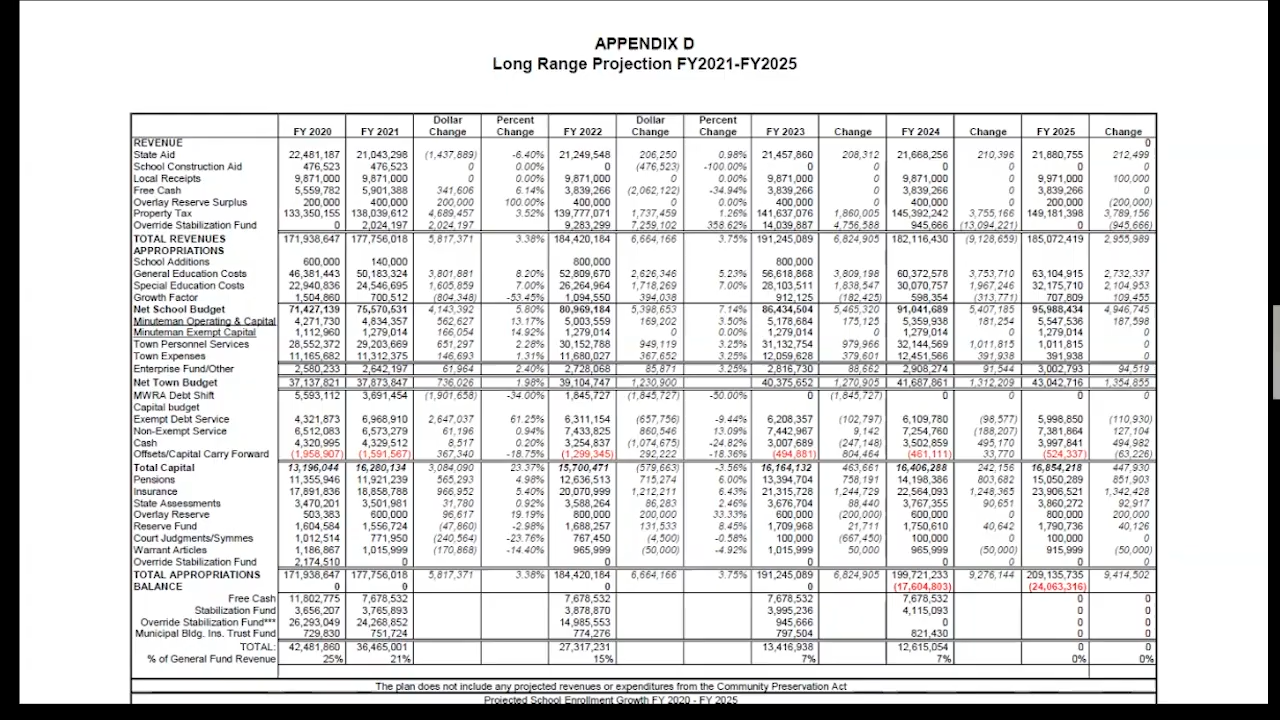 APPENDIX D
Long Range Projection FY2021-FY2025
FY 2020 FY 2021 Dollar Change Percent Change FY 2022 Dollar Change Percent Change FY 2023 Change FY 2024 Change FY 2025 Change
REVENUE 0
State Aid 22,481,187 21,043,298 (1,437,889) -6.40% 21,249,548 206,250 0.98% 21,457,860 208,312 21,668,256 210,396 21,880,755 212,499
School Construction Aid 476,523 476,523 0 0.00% 0 (476,523) -100.00% 0 0 0 0 0 0
Local Receipts 9,871,000 9,871,000 0 0.00% 9,871,000 0 0.00% 9,871,000 0 9,871,000 0 9,971,000 100,000
Free Cash 5,559,782 5,901,388 341,606 6.14% 3,839,266 (2,062,122) -34.94% 3,839,266 0 3,839,266 0 3,839,266 0
Overlay Reserve Surplus 200,000 400,000 200,000 100.00% 400,000 0 0.00% 400,000 0 400,000 0 200,000 (200,000)
Property Tax 133,350,155 138,039,612 4,689,457 3.52% 139,777,071 1,737,459 1.26% 141,637,076 1,860,005 145,392,242 3,755,166 149,181,398 3,789,156
Override Stabilization Fund 0 2,024,197 2,024,197 9,283,299 7,259,102 358.62% 14,039,887 4,756,588 945,666 (13,094,221) 0 (945,666)
TOTAL REVENUES 171,938,647 177,756,018 5,817,371 3.38% 184,420,184 6,664,166 3.75% 191,245,089 6,824,905 182,116,430 (9,128,659) 185,072,419 2,955,989
APPROPRIATIONS
School Additions 600,000 140,000 800,000 800,000
General Education Costs 46,381,443 50,183,324 3,801,881 8.20% 52,809,670 2,626,346 5.23% 56,618,868 3,809,198 60,372,578 3,753,710 63,104,915 2,732,337
Special Education Costs 22,940,836 24,546,695 1,605,859 7.00% 26,264,964 1,718,269 7.00% 28,103,511 1,838,547 30,070,757 1,967,246 32,175,710 2,104,953
Growth Factor 1,504,860 700,512 (804,348) -53.45% 1,094,550 394,038 912,125 (182,425) 598,354 (313,771) 707,809 109,455
Net School Budget 71,427,139 75,570,531 4,143,392 5.80% 80,969,184 5,398,653 7.14% 86,434,504 5,465,320 91,041,689 5,407,185 95,988,434 4,946,745
Minuteman Operating & Capital 4,271,730 4,834,357 562,627 13.17% 5,003,559 169,202 3.50% 5,178,684 175,125 5,359,938 181,254 5,547,536 187,598
Minuteman Exempt Capital 1,112,960 1,279,014 166,054 14.92% 1,279,014 0 0.00% 1,279,014 0 1,279,014 0 1,279,014 0
Town Personnel Services 28,552,372 29,203,669 651,297 2.28% 30,152,788 949,119 3.25% 31,132,754 979,966 32,144,569 1,011,815 1,011,815 0
Town Expenses 11,165,682 11,312,375 146,693 1.31% 11,680,027 367,652 3.25% 12,059,628 379,601 12,451,566 391,938 391,938 0
Enterprise Fund/Other 2,580,233 2,642,197 61,964 2.40% 2,728,068 85,871 3.25% 2,816,730 88,662 2,908,274 91,544 3,002,793 94,519
Net Town Budget 37,137,821 37,873,847 736,026 1.98% 39,104,747 1,230,900 40,375,652 1,270,905 41,687,861 1,312,209 43,042,716 1,354,855
MWRA Debt Shift 5,593,112 3,691,454 (1,901,658) -34.00% 1,845,727 (1,845,727) -50.00% 0 (1,845,727) 0 0 0 0
Capital budget
Exempt Debt Service 4,321,873 6,968,910 2,647,037 61.25% 6,311,154 (657,756) -9.44% 6,208,357 (102,797) 6,109,780 (98,577) 5,998,850 (110,930)
Non-Exempt Service 6,512,083 6,573,279 61,196 0.94% 7,433,825 860,546 13.09% 7,442,967 9,142 7,254,760 (188,207) 7,381,864 127,104
Cash 4,320,995 4,329,512 8,517 0.20% 3,254,837 (1,074,675) -24.82% 3,007,689 (247,148) 3,502,859 495,170 3,997,841 494,982
Offsets/Capital Carry Forward (1,958,907) (1,591,567) 367,340 -18.75% (1,299,345) 292,222 -18.36% (494,881) 804,464 (461,111) 33,770 (524,337) (63,226)
Total Capital 13,196,044 16,280,134 3,084,090 23.37% 15,700,471 (579,663) -3.56% 16,164,132 463,661 16,406,288 242,156 16,854,218 447,930
Pensions 11,355,946 11,921,239 565,293 4.98% 12,636,513 715,274 6.00% 13,394,704 758,191 14,198,386 803,682 15,050,289 851,903
Insurance 17,891,836 18,858,788 966,952 5.40% 20,070,999 1,212,211 6.43% 21,315,728 1,244,729 22,564,093 1,248,365 23,906,521 1,342,428
State Assessments 3,470,201 3,501,981 31,780 0.92% 3,588,264 86,283 2.46% 3,676,704 88,440 3,767,355 90,651 3,860,272 92,917
Overlay Reserve 503,383 600,000 96,617 19.19% 800,000 200,000 33.33% 600,000 (200,000) 600,000 0 800,000 200,000
Reserve Fund 1,604,584 1,556,724 (47,860) -2.98% 1,688,257 131,533 8.45% 1,709,968 21,711 1,750,610 40,642 1,790,736 40,126
Court Judgments/Symmes 1,012,514 771,950 (240,564) -23.76% 767,450 (4,500) -0.58% 100,000 (667,450) 100,000 0 100,000 0
Warrant Articles 1,186,867 1,015,999 (170,868) -14.40% 965,999 (50,000) -4.92% 1,015,999 50,000 965,999 (50,000) 915,999 (50,000)
Override Stabilization Fund 2,174,510 0 0 0 0 0
TOTAL APPROPRIATIONS 171,938,647 177,756,018 5,817,371 3.38% 184,420,184 6,664,166 3.75% 191,245,089 6,824,905 199,721,233 9,276,144 209,135,735 9,414,502
BALANCE 0 0 0 0 (17,604,803) (24,063,316)
Free Cash 11,802,775 7,678,532 7,678,532 7,678,532 7,678,532 0 0
Stabilization Fund 3,656,207 3,765,893 3,878,870 3,995,236 4,115,093 0 0
Override Stabilization Fund*** 26,293,049 24,268,852 14,985,553 945,666 0 0 0
Municipal Bldg. Ins. Trust Fund 729,830 751,724 774,276 797,504 821,430 0 0
TOTAL: 42,481,860 36,465,001 27,317,231 13,416,938 12,615,054 0 0
% of General Fund Revenue 25% 21% 15% 7% 7% 0% 0%
The plan does not include any projected revenues or expenditures from the Community Preservation Act
Projected School Enrollment Growth FY 2020 - FY 2025